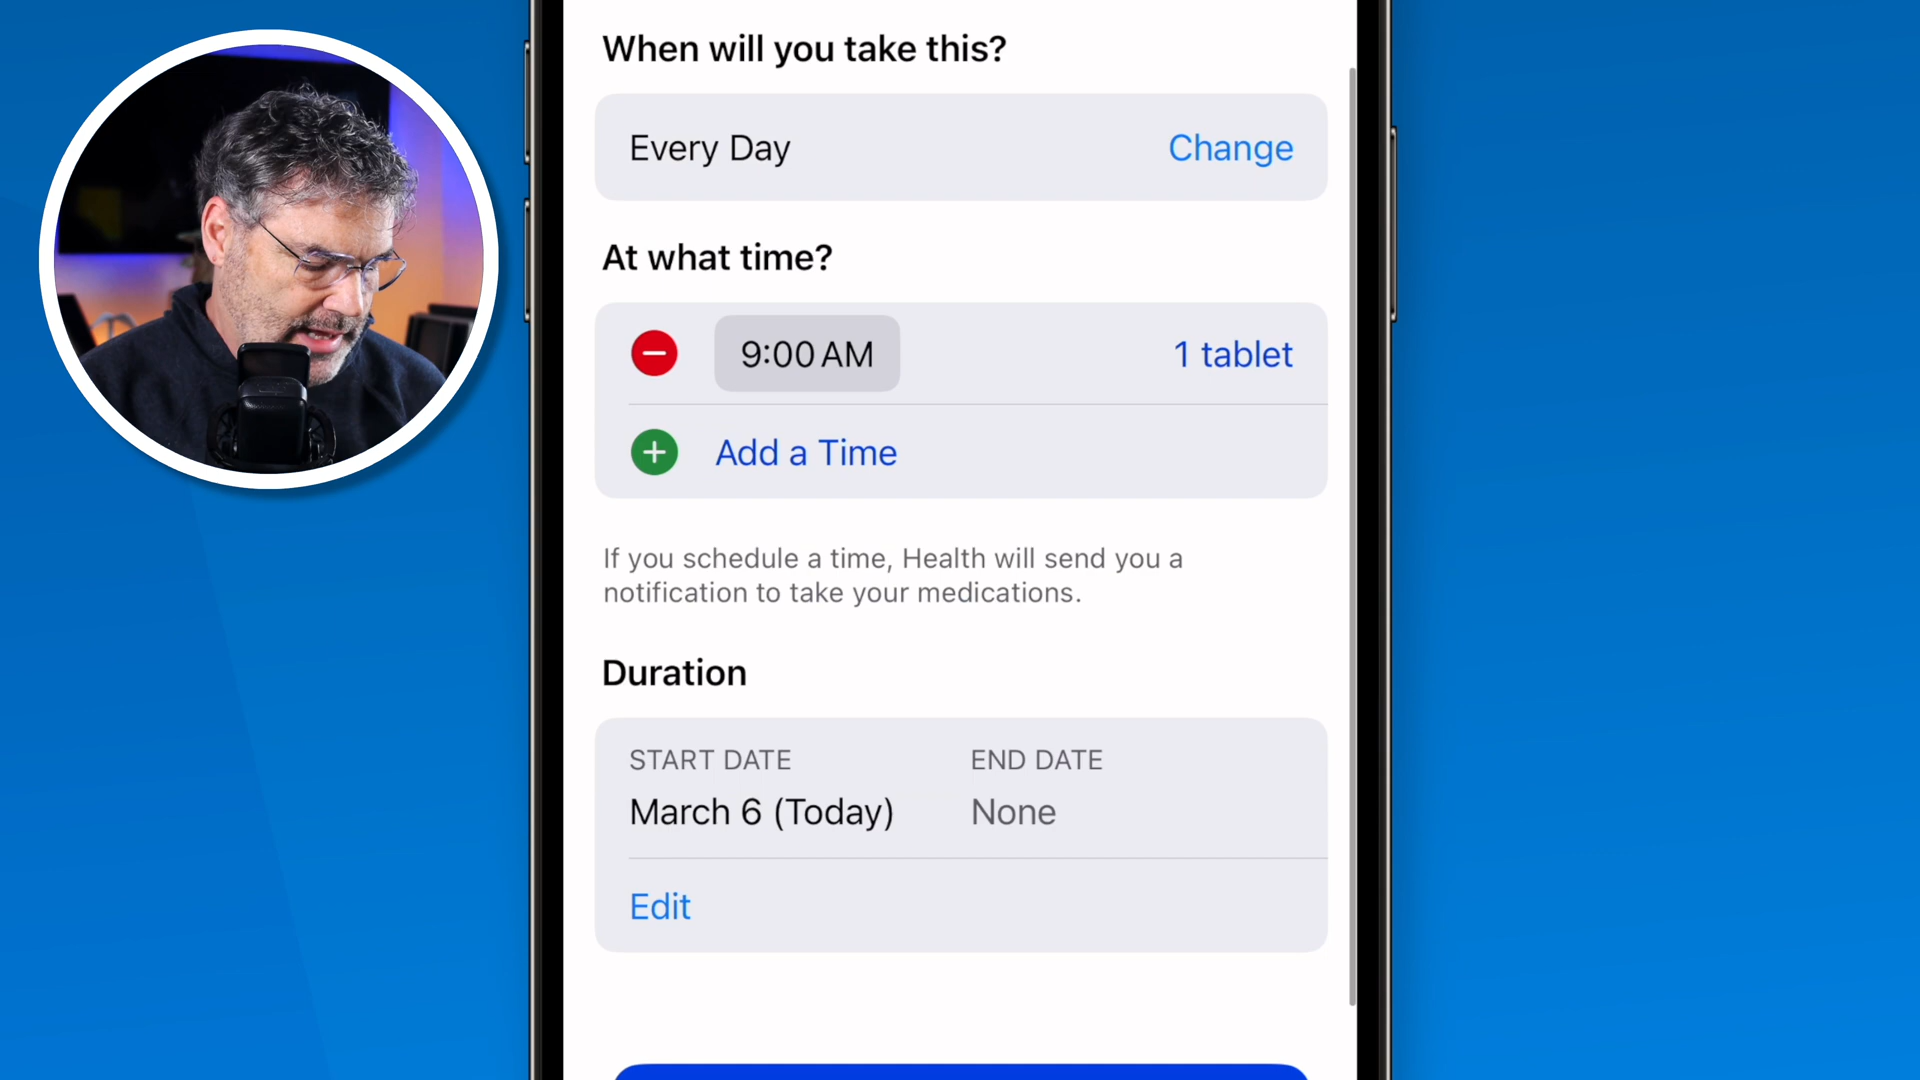 When will you take this?
Every Day
Change
At what time?
9:00 AM
1 tablet
Add a Time
If you schedule a time, Health will send you a
notification to take your medications.
Duration
START DATE
END DATE
March 6 (Today)
None
Edit